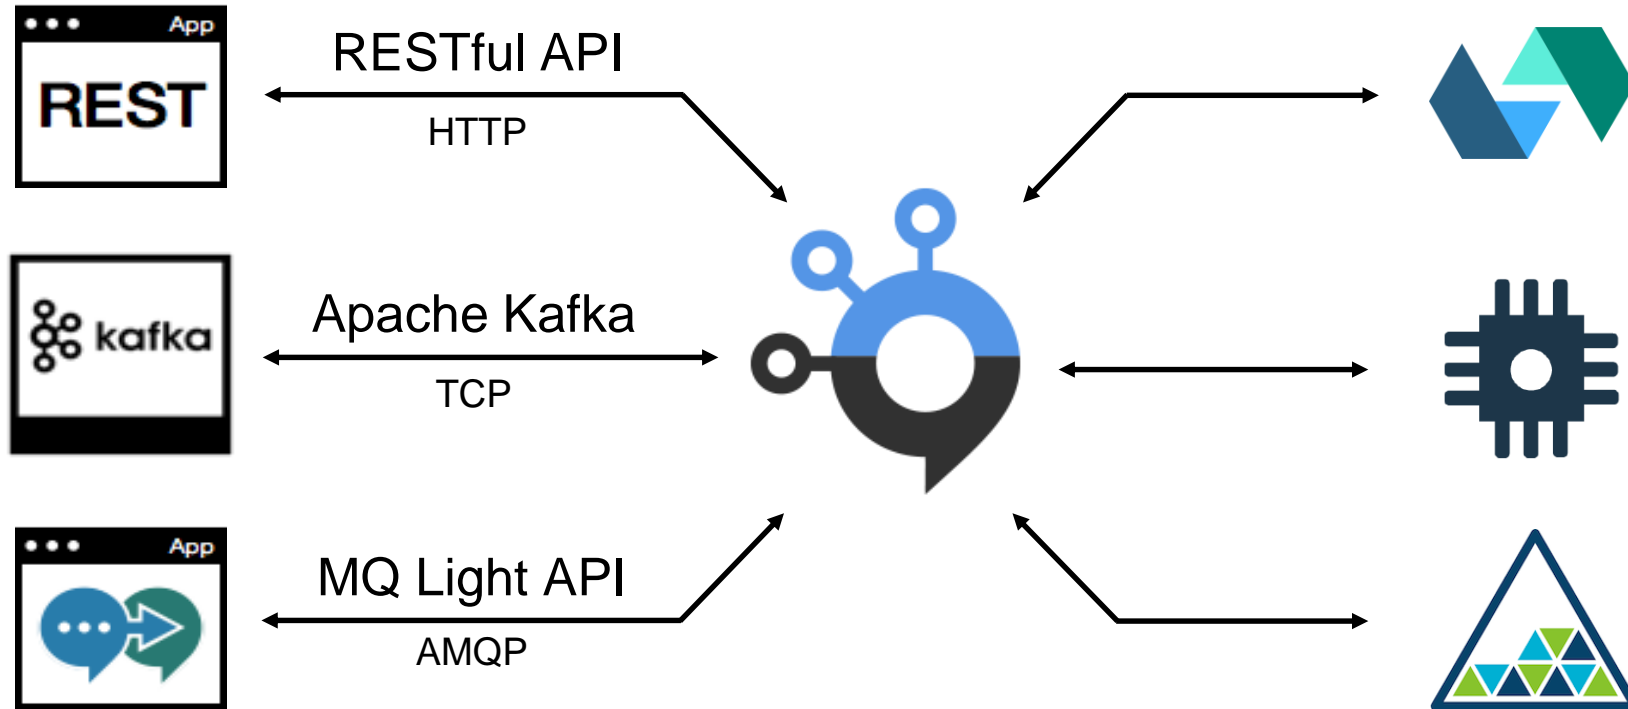 App
REST
RESTful API
HTTP
kafka
Apache Kafka
TCP
App
MQ Light API
AMQP